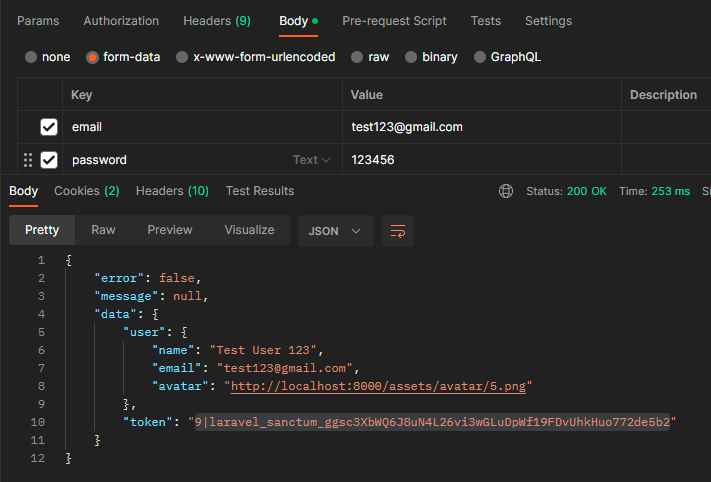 Params Authorization Headers (9) Body Pre-request Script Tests Settings
none form-data x-www-form-urlencoded raw binary GraphQL
Key Value Description
email test123@gmail.com
password Text 123456
Body Cookies (2) Headers (10) Test Results Status: 200 OK Time: 253 ms Si
Pretty Raw Preview Visualize JSON
1 {
2 "error": false,
3 "message": null,
4 "data": {
5 "user": {
6 "name": "Test User 123",
7 "email": "test123@gmail.com",
8 "avatar": "http://localhost:8000/assets/avatar/5.png"
9 },
10 "token": "9|laravel_sanctum_ggsc3XbWQ6J8uN4L26vi3wGLuDpWf19FDvUhkHuo772de5b2"
11 }
12 }